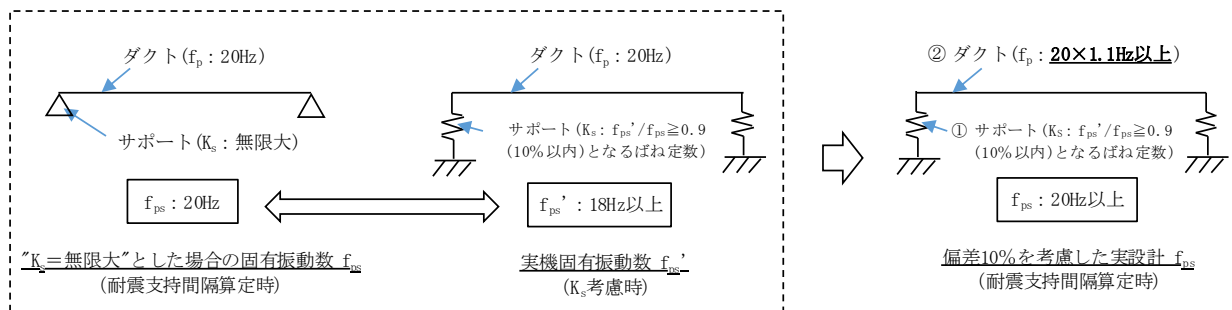 ダクト(fp：20Hz)
サポート(Ks：無限大)
fps：20Hz
"Ks＝無限大"とした場合の固有振動数 fps
(耐震支持間隔算定時)
ダクト(fp：20Hz)
サポート(Ks：fps'/fps≧0.9
(10%以内)となるばね定数)
fps'：18Hz以上
実機固有振動数 fps'
(Ks考慮時)
② ダクト(fp：20×1.1Hz以上)
① サポート(KS：fps'/fps≧0.9
(10%以内)となるばね定数)
fps：20Hz以上
偏差10%を考慮した実設計 fps
(耐震支持間隔算定時)